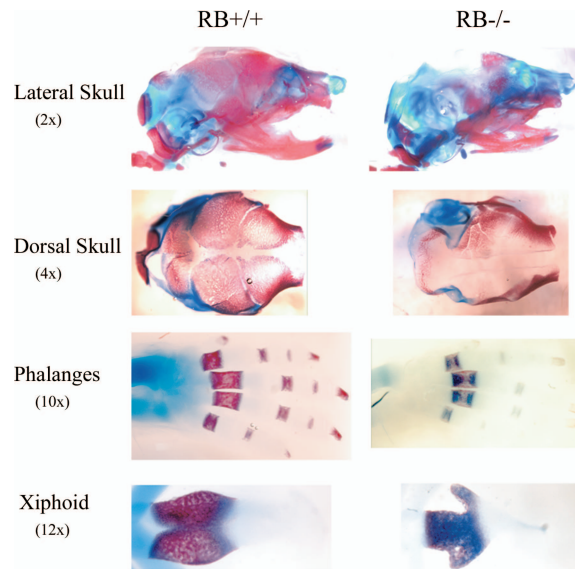 RB+/+ RB-/-
Lateral Skull
(2x)
Dorsal Skull
(4x)
Phalanges
(10x)
Xiphoid
(12x)